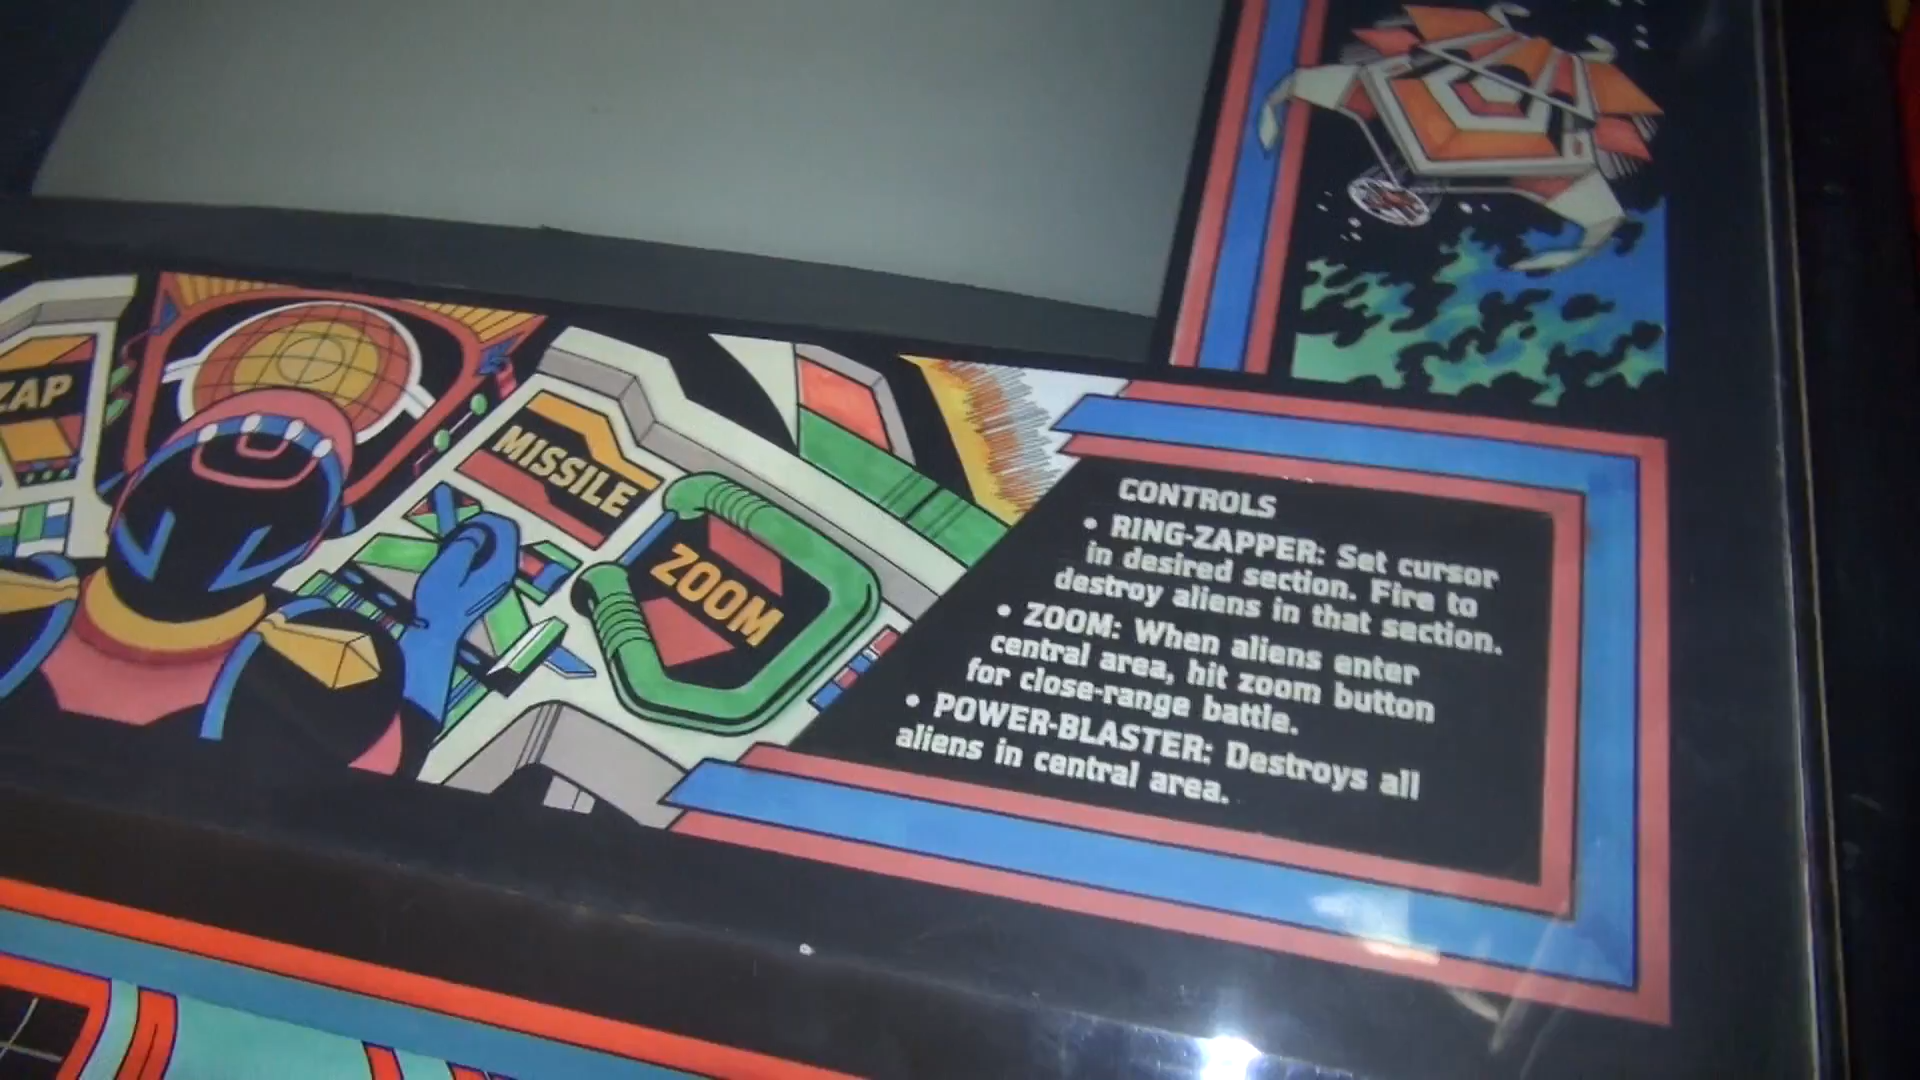 ZAP
MISSILE
ZOOM
CONTROLS
• RING-ZAPPER: Set cursor
in desired section. Fire to
destroy aliens in that section.
• ZOOM: When aliens enter
central area, hit zoom button
for close-range battle.
• POWER-BLASTER: Destroys all
aliens in central area.